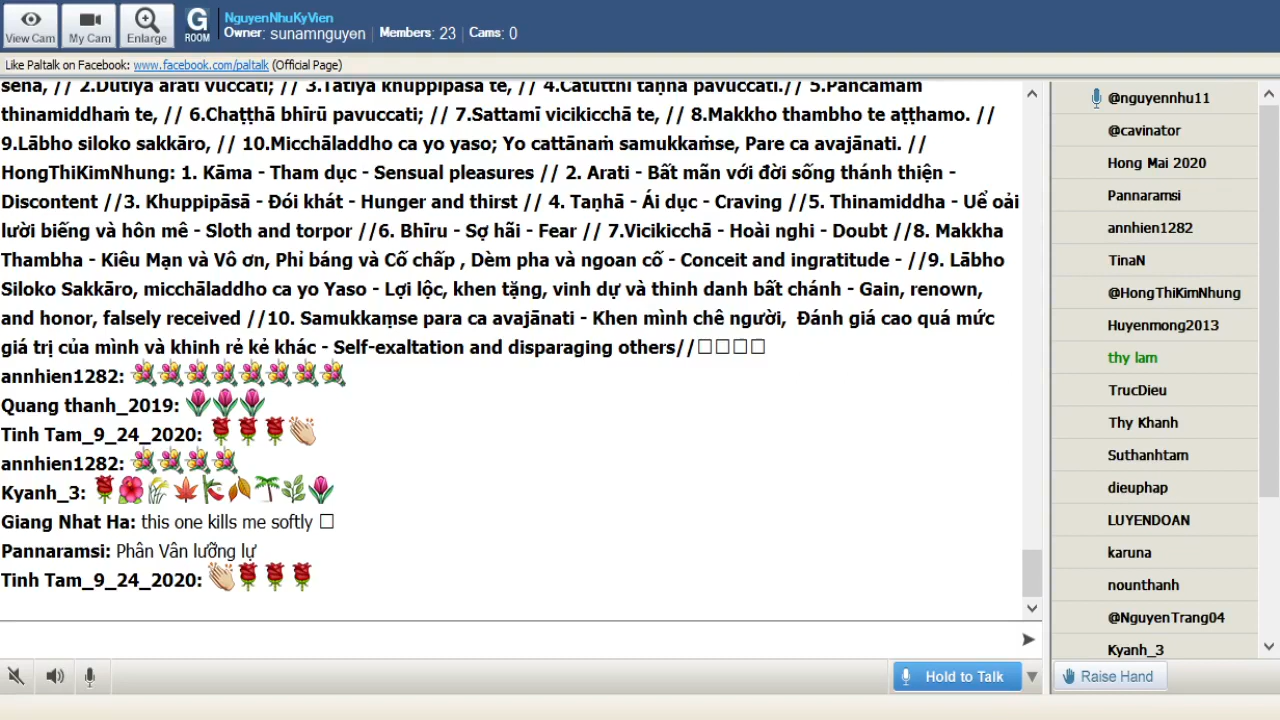 View Cam
My Cam
Enlarge
G
ROOM
NguyenNhuKyVien
Owner: sunamnguyen | Members: 23 | Cams: 0
Like Paltalk on Facebook: www.facebook.com/paltalk (Official Page)
senā, // 2.Dutiyā arati vuccati; // 3.Tatiyā khuppipāsā te, // 4.Catutthī taṇhā pavuccati.// 5.Pañcamaṁ
thinamiddhaṁ te, // 6.Chaṭṭhā bhīrū pavuccati; // 7.Sattamī vicikicchā te, // 8.Makkho thambho te aṭṭhamo. //
9.Lābho siloko sakkāro, // 10.Micchāladdho ca yo yaso; Yo cattānaṁ samukkaṁse, Pare ca avajānati. //
HongThiKimNhung: 1. Kāma - Tham dục - Sensual pleasures // 2. Arati - Bất mãn với đời sống thánh thiện -
Discontent //3. Khuppipāsā - Đói khát - Hunger and thirst // 4. Taṇhā - Ái dục - Craving //5. Thinamiddha - Uể oải
lười biếng và hôn mê - Sloth and torpor //6. Bhīru - Sợ hãi - Fear // 7.Vicikicchā - Hoài nghi - Doubt //8. Makkha
Thambha - Kiêu Mạn và Vô ơn, Phỉ báng và Cố chấp , Dèm pha và ngoan cố - Conceit and ingratitude - //9. Lābho
Siloko Sakkāro, micchāladdho ca yo Yaso - Lợi lộc, khen tặng, vinh dự và thinh danh bất chánh - Gain, renown,
and honor, falsely received //10. Samukkaṃse para ca avajānati - Khen mình chê người,  Đánh giá cao quá mức
giá trị của mình và khinh rẻ kẻ khác - Self-exaltation and disparaging others//
annhien1282:
Quang thanh_2019:
Tinh Tam_9_24_2020:
annhien1282:
Kyanh_3:
Giang Nhat Ha: this one kills me softly
Pannaramsi: Phân Vân lưỡng lự
Tinh Tam_9_24_2020:
Hold to Talk
@nguyennhu11
@cavinator
Hong Mai 2020
Pannaramsi
annhien1282
TinaN
@HongThiKimNhung
Huyenmong2013
thy lam
TrucDieu
Thy Khanh
Suthanhtam
dieuphap
LUYENDOAN
karuna
nounthanh
@NguyenTrang04
Kyanh_3
Raise Hand